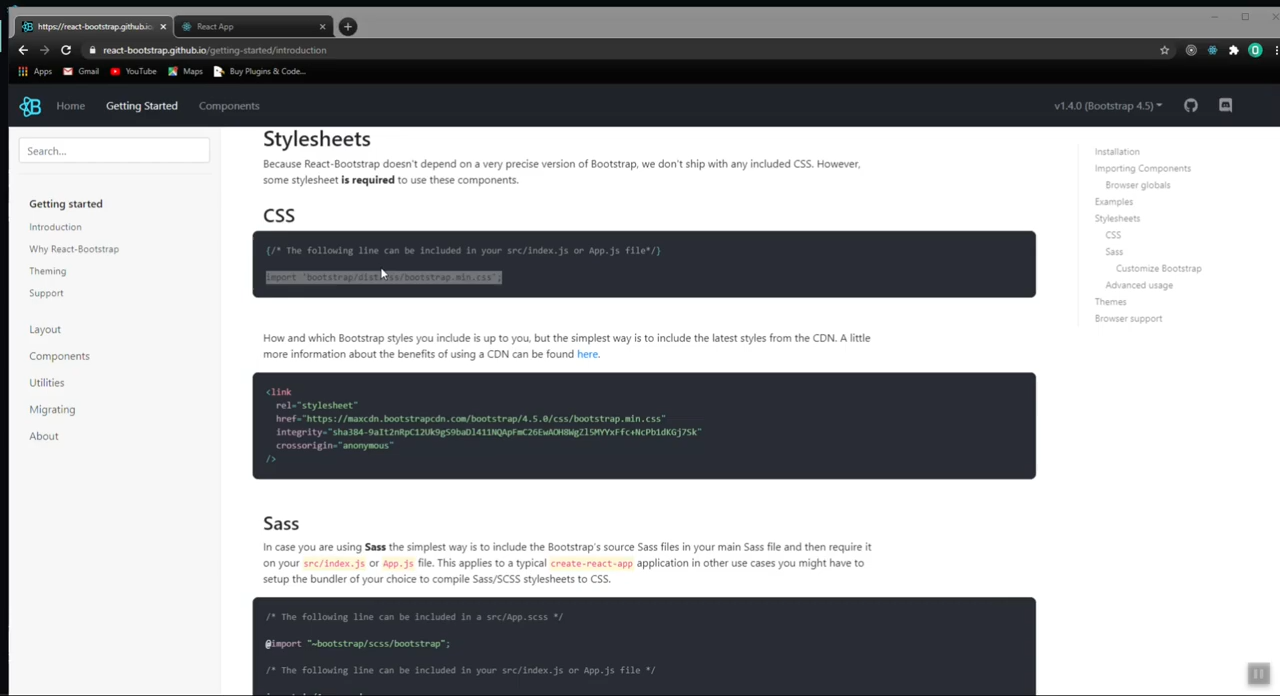 https://react-bootstrap.github.io
React App
react-bootstrap.github.io/getting-started/introduction
Apps
Gmail
YouTube
Maps
Buy Plugins & Code...
Home
Getting Started
Components
v1.4.0 (Bootstrap 4.5)
Search...
Getting started
Introduction
Why React-Bootstrap
Theming
Support
Layout
Components
Utilities
Migrating
About
Stylesheets
Because React-Bootstrap doesn't depend on a very precise version of Bootstrap, we don't ship with any included CSS. However,
some stylesheet is required to use these components.
CSS
{/* The following line can be included in your src/index.js or App.js file*/}
import 'bootstrap/dist/css/bootstrap.min.css';
How and which Bootstrap styles you include is up to you, but the simplest way is to include the latest styles from the CDN. A little
more information about the benefits of using a CDN can be found here.
<link
rel="stylesheet"
href="https://maxcdn.bootstrapcdn.com/bootstrap/4.5.0/css/bootstrap.min.css"
crossorigin="anonymous"
/>
Sass
In case you are using Sass the simplest way is to include the Bootstrap's source Sass files in your main Sass file and then require it
on your src/index.js or App.js file. This applies to a typical create-react-app application in other use cases you might have to
setup the bundler of your choice to compile Sass/SCSS stylesheets to CSS.
/* The following line can be included in a src/App.scss */
@import "~bootstrap/scss/bootstrap";
/* The following line can be included in your src/index.js or App.js file */
Installation
Importing Components
Browser globals
Examples
Stylesheets
CSS
Sass
Customize Bootstrap
Advanced usage
Themes
Browser support